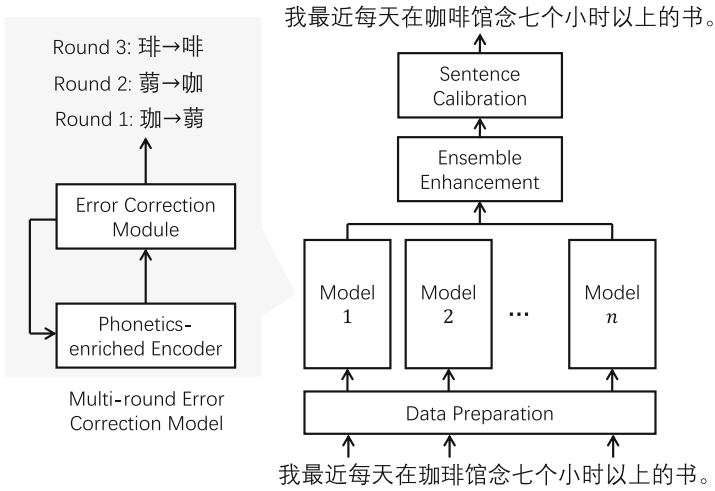 我最近每天在咖啡馆念七个小时以上的书。
Round 3: 琲→啡
Round 2: 蒻→咖
Round 1: 珈→蒻
Sentence
Calibration
Ensemble
Enhancement
Error Correction
Module
Phonetics-
enriched Encoder
Multi-round Error
Correction Model
Model
1
Model
2
...
Model
n
Data Preparation
我最近每天在珈琲馆念七个小时以上的书。